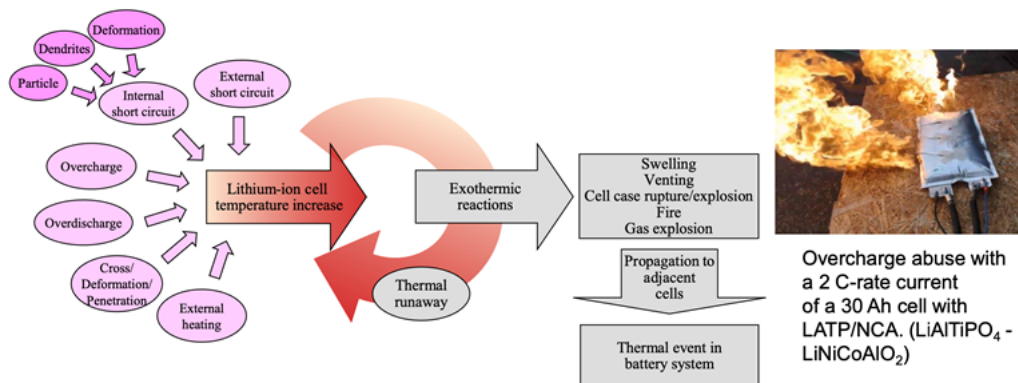 Deformation
Dendrites
Particle
Internal
short circuit
External
short circuit
Overcharge
Overdischarge
Cross/
Deformation/
Penetration
External
heating
Lithium-ion cell
temperature increase
Thermal
runaway
Exothermic
reactions
Swelling
Venting
Cell case rupture/explosion
Fire
Gas explosion
Propagation to
adjacent
cells
Thermal event in
battery system
Overcharge abuse with
a 2 C-rate current
of a 30 Ah cell with
LATP/NCA. (LiAlTiPO₄ -
LiNiCoAlO₂)